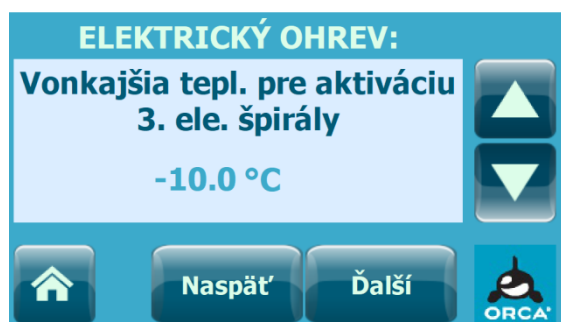 ELEKTRICKÝ OHREV:
Vonkajšia tepl. pre aktiváciu
3. ele. špirály
-10.0 °C
Naspäť
Ďalší
ORCA